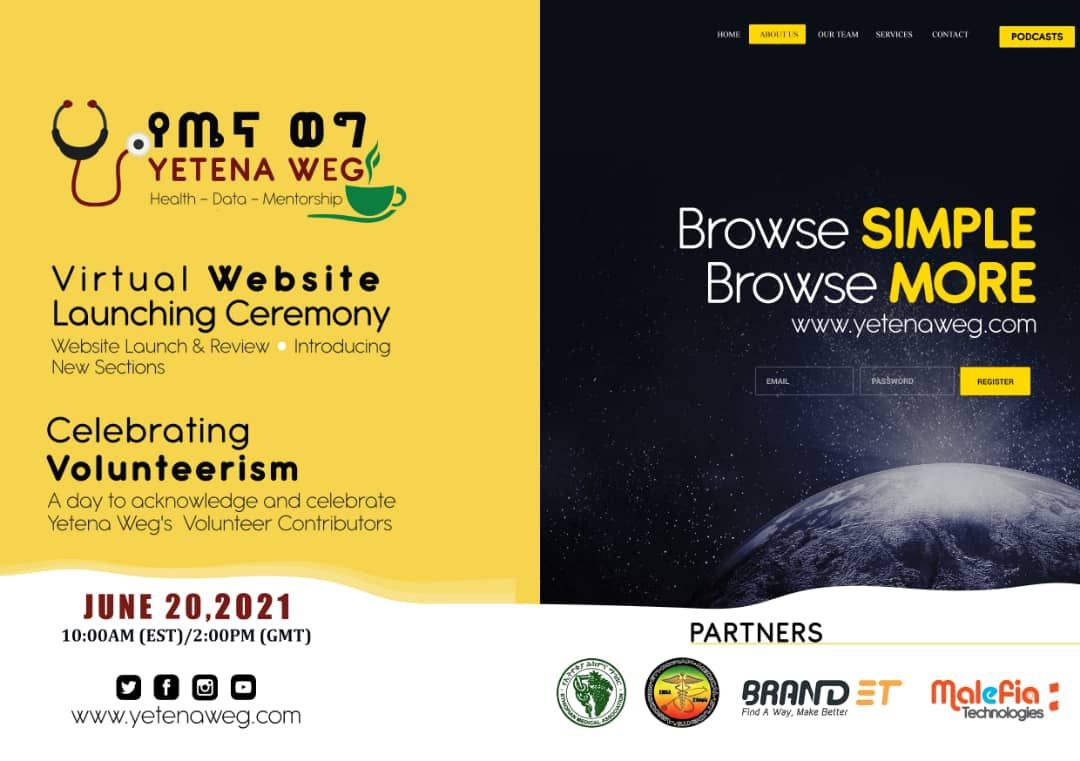 የጤና ወግ
YETENA WEG
Health – Data – Mentorship
Virtual Website
Launching Ceremony
Website Launch & Review • Introducing
New Sections
Celebrating
Volunteerism
A day to acknowledge and celebrate
Yetena Weg's Volunteer Contributors
JUNE 20,2021
10:00AM (EST)/2:00PM (GMT)
www.yetenaweg.com
HOME ABOUT US OUR TEAM SERVICES CONTACT PODCASTS
Browse SIMPLE
Browse MORE
www.yetenaweg.com
EMAIL PASSWORD REGISTER
PARTNERS
ETHIOPIAN MEDICAL ASSOCIATION
BRAND ET
Find A Way, Make Better
MaleFia
Technologies